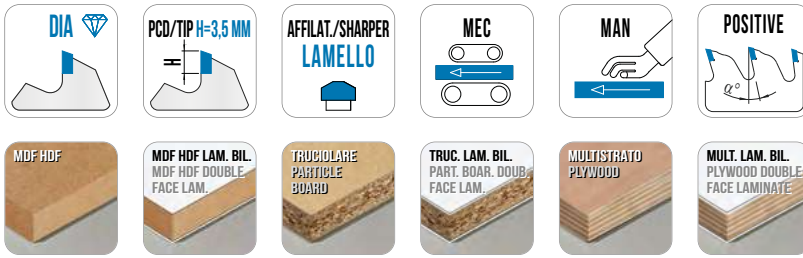 DIA
PCD/TIP H=3,5 MM
H
AFFILAT./SHARPER
LAMELLO
MEC
MAN
POSITIVE
α°
MDF HDF
MDF HDF LAM. BIL.
MDF HDF DOUBLE
FACE LAM.
TRUCIOLARE
PARTICLE
BOARD
TRUC. LAM. BIL.
PART. BOAR. DOUB.
FACE LAM.
MULTISTRATO
PLYWOOD
MULT. LAM. BIL.
PLYWOOD DOUBLE
FACE LAMINATE